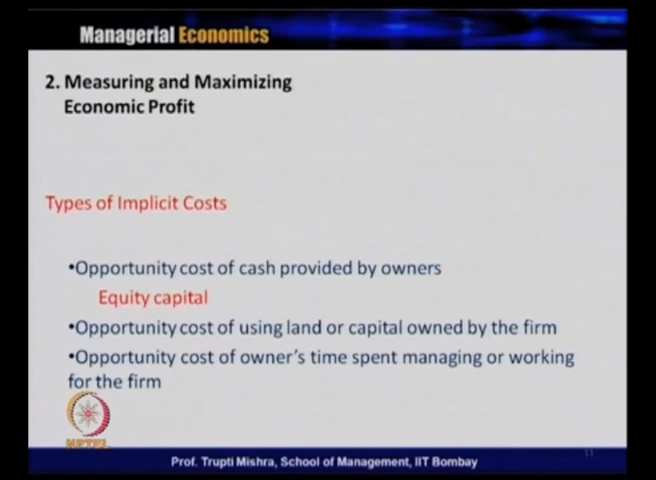 Managerial Economics
2. Measuring and Maximizing
Economic Profit
Types of Implicit Costs
•Opportunity cost of cash provided by owners
Equity capital
•Opportunity cost of using land or capital owned by the firm
•Opportunity cost of owner's time spent managing or working
for the firm
NPTEL
Prof. Trupti Mishra, School of Management, IIT Bombay
11